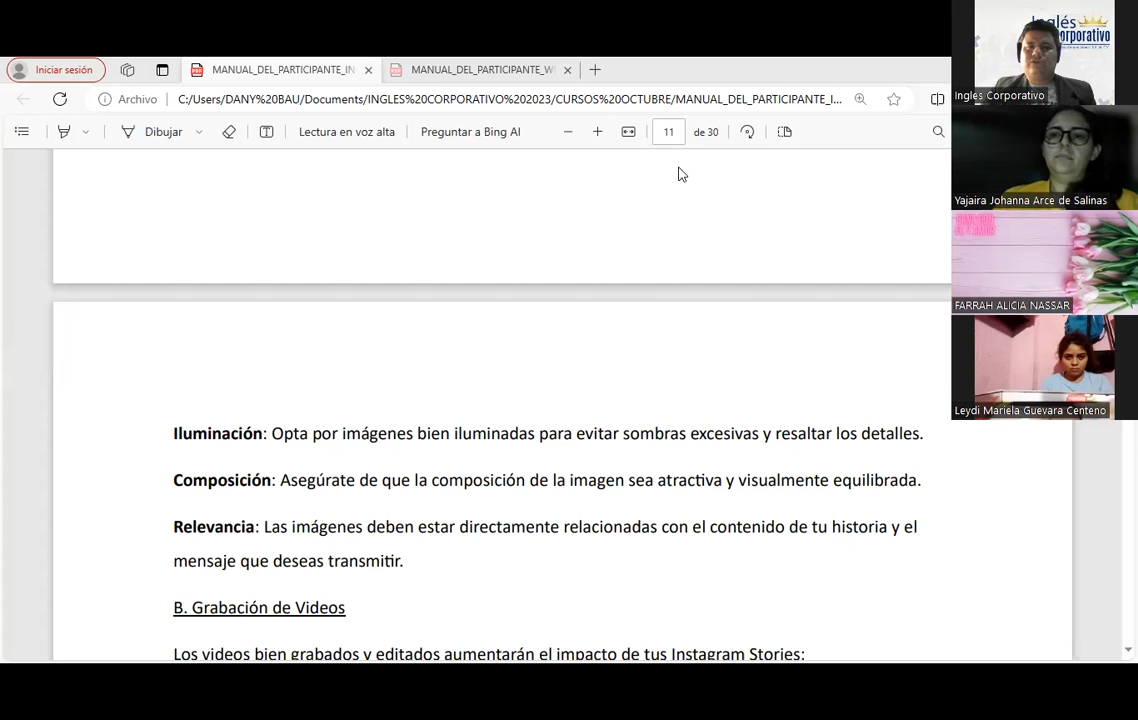 Iniciar sesión
MANUAL_DEL_PARTICIPANTE_IN
MANUAL_DEL_PARTICIPANTE_WI
Archivo
C:/Users/DANY%20BAU/Documents/INGLES%20CORPORATIVO%202023/CURSOS%20OCTUBRE/MANUAL_DEL_PARTICIPANTE_I...
Dibujar
Lectura en voz alta
Preguntar a Bing AI
11 de 30
Iluminación: Opta por imágenes bien iluminadas para evitar sombras excesivas y resaltar los detalles.
Composición: Asegúrate de que la composición de la imagen sea atractiva y visualmente equilibrada.
Relevancia: Las imágenes deben estar directamente relacionadas con el contenido de tu historia y el
mensaje que deseas transmitir.
B. Grabación de Videos
Los videos bien grabados y editados aumentarán el impacto de tus Instagram Stories:
Inglés
Corporativo
Ingles Corporativo
Yajaira Johanna Arce de Salinas
FARRAH ALICIA NASSAR
Leydi Mariela Guevara Centeno